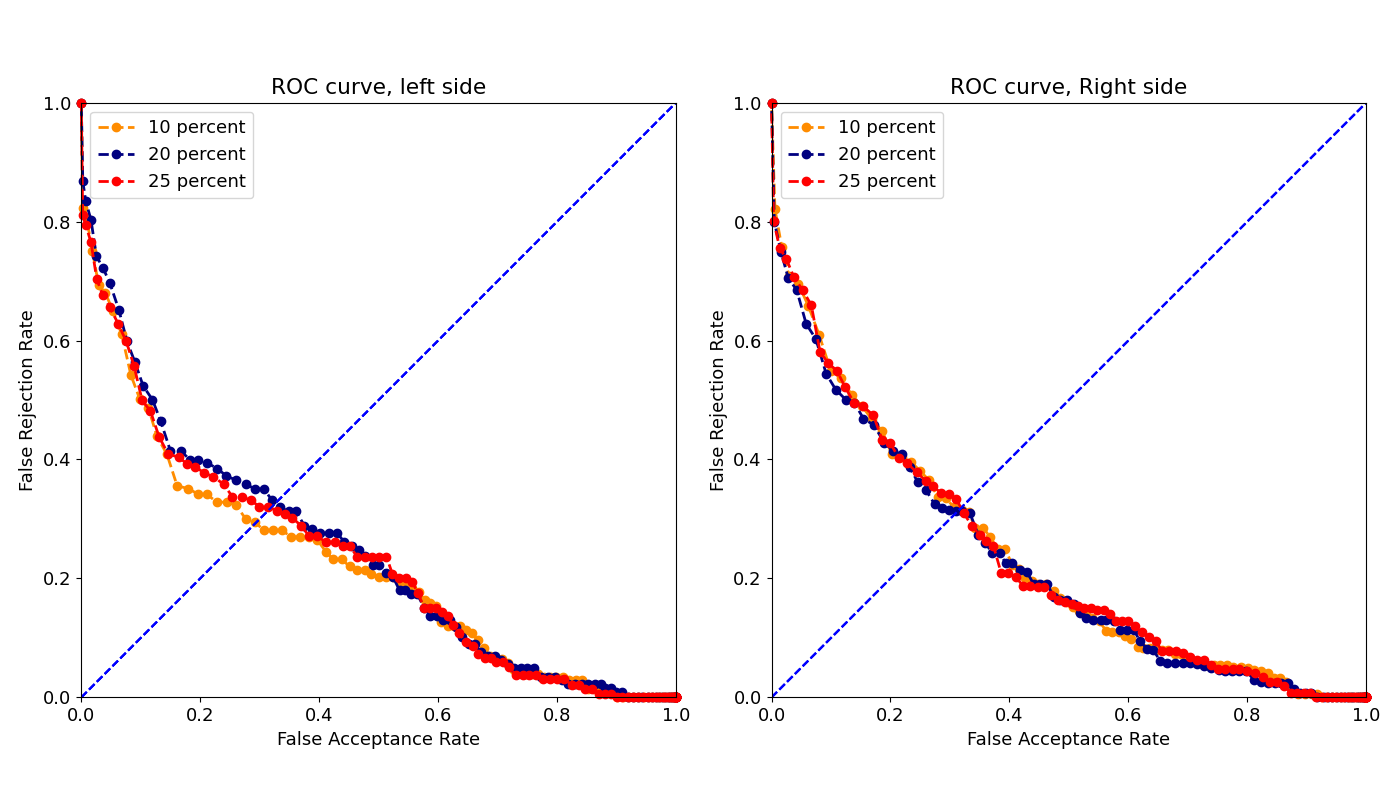 ROC curve, left side
1.0
0.8
0.6
0.4
0.2
0.0
False Rejection Rate
10 percent
20 percent
25 percent
0.0 0.2 0.4 0.6 0.8 1.0
False Acceptance Rate
ROC curve, Right side
1.0
0.8
0.6
0.4
0.2
0.0
False Rejection Rate
10 percent
20 percent
25 percent
0.0 0.2 0.4 0.6 0.8 1.0
False Acceptance Rate